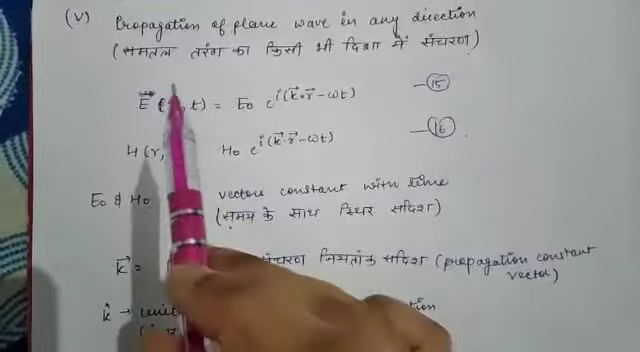 (V) Propagation of plane wave in any direction
(समतल तरंग का किसी भी दिशा में संचरण)
E ( , t) = E₀ e^i(k⃗·r⃗-ωt) -(15)
H(r, H₀ e^i(k⃗·r⃗-ωt) -(16)
E₀ & H₀ vectors constant with time
(समय के साथ स्थिर सदिश)
k⃗ = संचरण नियतांक सदिश (propagation constant
vector)
k̂ → unit